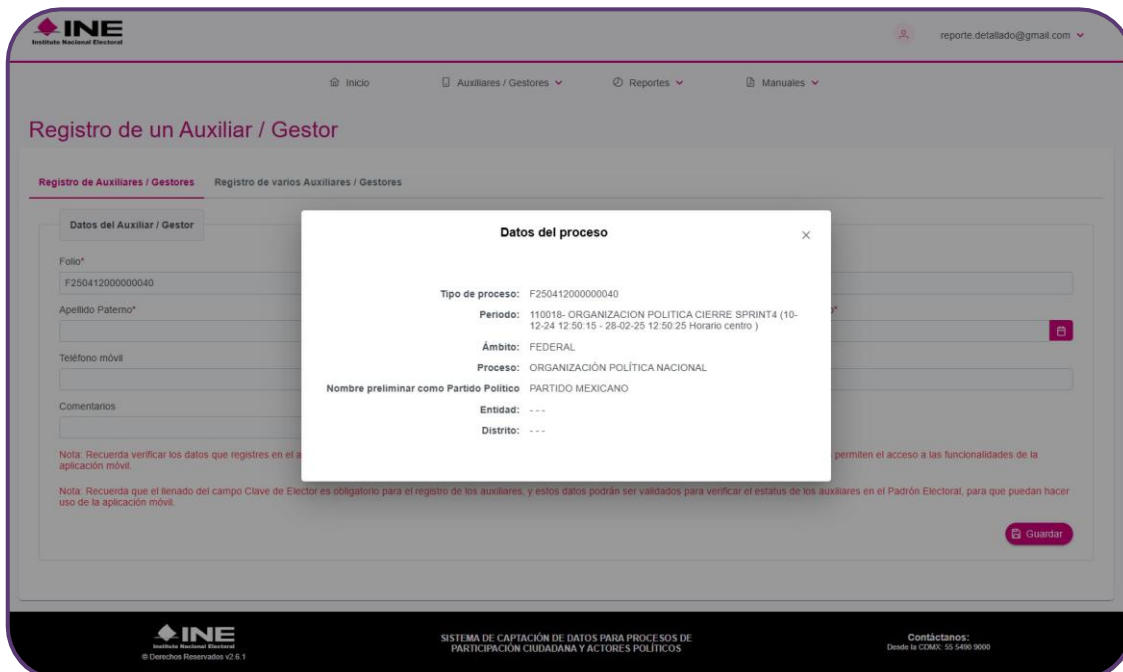 INE
Instituto Nacional Electoral
reporte.detallado@gmail.com
Inicio
Auxiliares / Gestores
Reportes
Manuales
Registro de un Auxiliar / Gestor
Registro de Auxiliares / Gestores
Registro de varios Auxiliares / Gestores
Datos del Auxiliar / Gestor
Folio*
F250412000000040
Apellido Paterno*
Teléfono móvil
Comentarios
Datos del proceso
Tipo de proceso: F250412000000040
Periodo: 110018- ORGANIZACION POLITICA CIERRE SPRINT4 (10-
12-24 12:50:15 - 28-02-25 12:50:25 Horario centro )
Ámbito: FEDERAL
Proceso: ORGANIZACIÓN POLÍTICA NACIONAL
Nombre preliminar como Partido Político PARTIDO MEXICANO
Entidad: - - -
Distrito: - - -
Nota: Recuerda verificar los datos que registres en el a
permiten el acceso a las funcionalidades de la
aplicación móvil.
Nota: Recuerda que el llenado del campo Clave de Elector es obligatorio para el registro de los auxiliares, y estos datos podrán ser validados para verificar el estatus de los auxiliares en el Padrón Electoral, para que puedan hacer
uso de la aplicación móvil.
Guardar
INE
Instituto Nacional Electoral
© Derechos Reservados v2.6.1
SISTEMA DE CAPTACIÓN DE DATOS PARA PROCESOS DE
PARTICIPACIÓN CIUDADANA Y ACTORES POLÍTICOS
Contáctanos:
Desde la CDMX: 55 5490 9000